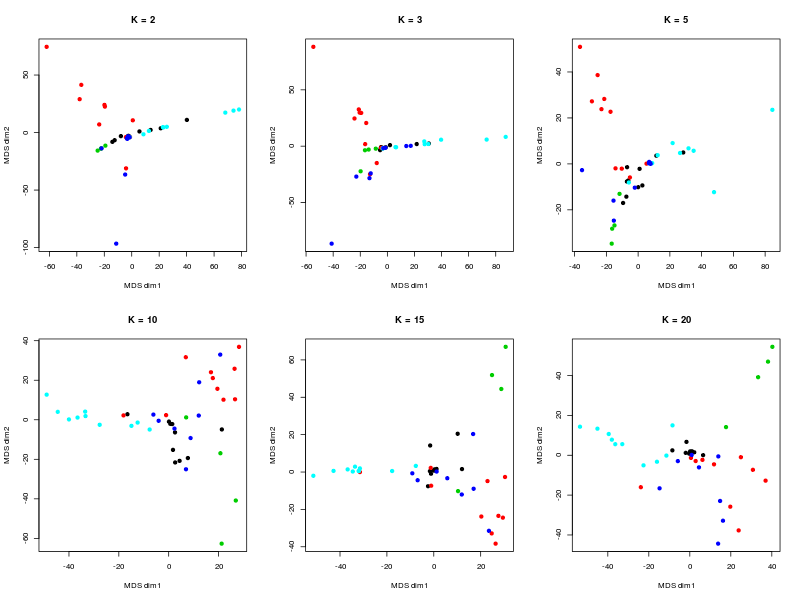 K = 2
K = 3
K = 5
MDS dim2
-100 -50 0 50
-60 -40 -20 0 20 40 60 80
MDS dim1
MDS dim2
-50 0 50
-60 -40 -20 0 20 40 60 80
MDS dim1
MDS dim2
-20 0 20 40
-40 -20 0 20 40 60 80
MDS dim1
K = 10
K = 15
K = 20
MDS dim2
-60 -40 -20 0 20 40
-40 -20 0 20
MDS dim1
MDS dim2
-40 -20 0 20 40 60
-40 -20 0 20
MDS dim1
MDS dim2
-40 -20 0 20 40
-40 -20 0 20 40
MDS dim1